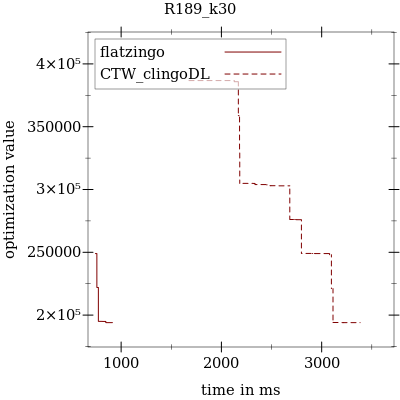 R189_k30
flatzingo
CTW_clingoDL
4×10⁵
350000
3×10⁵
250000
2×10⁵
optimization value
1000 2000 3000
time in ms